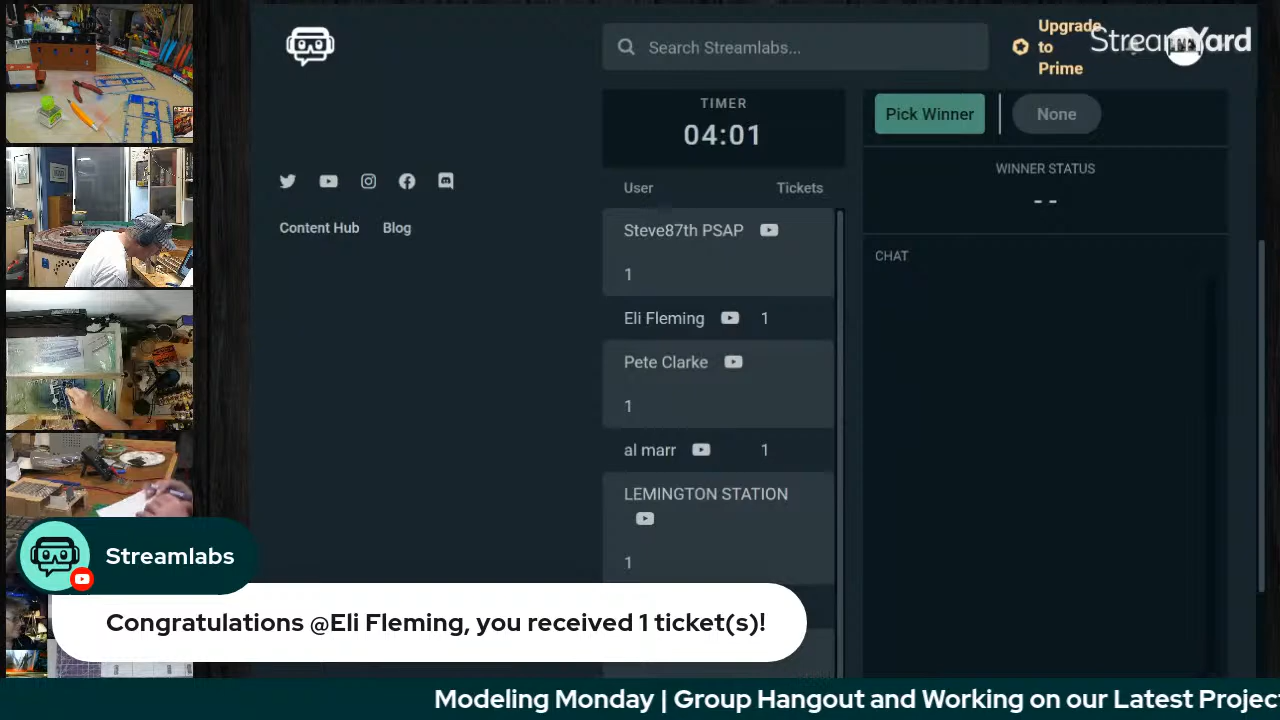 Search Streamlabs...
Upgrade
to
Prime
StreamYard
TIMER
04:01
Pick Winner
None
WINNER STATUS
- -
User Tickets
Steve87th PSAP
1
Eli Fleming 1
Pete Clarke
1
al marr 1
LEMINGTON STATION
1
CHAT
Content Hub Blog
Streamlabs
Congratulations @Eli Fleming, you received 1 ticket(s)!
Modeling Monday | Group Hangout and Working on our Latest Projec